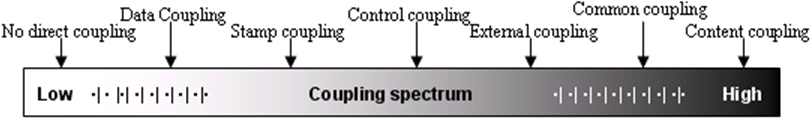 Data Coupling
Control coupling
Common coupling
No direct coupling
Stamp coupling
External coupling
Content coupling
Low
Coupling spectrum
High